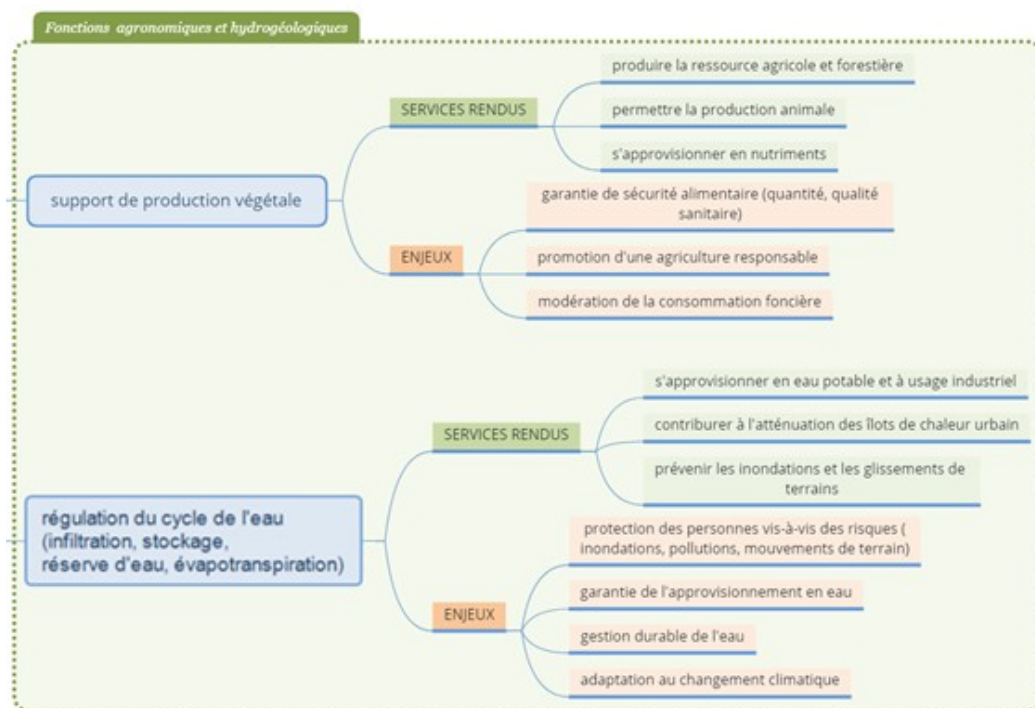 Fonctions agronomiques et hydrogéologiques
produire la ressource agricole et forestière
SERVICES RENDUS
permettre la production animale
s'approvisionner en nutriments
support de production végétale
garantie de sécurité alimentaire (quantité, qualité
sanitaire)
ENJEUX
promotion d'une agriculture responsable
modération de la consommation foncière
s'approvisionner en eau potable et à usage industriel
SERVICES RENDUS
contriburer à l'atténuation des îlots de chaleur urbain
prévenir les inondations et les glissements de
terrains
régulation du cycle de l'eau
(infiltration, stockage,
réserve d'eau, évapotranspiration)
protection des personnes vis-à-vis des risques (
inondations, pollutions, mouvements de terrain)
garantie de l'approvisionnement en eau
ENJEUX
gestion durable de l'eau
adaptation au changement climatique